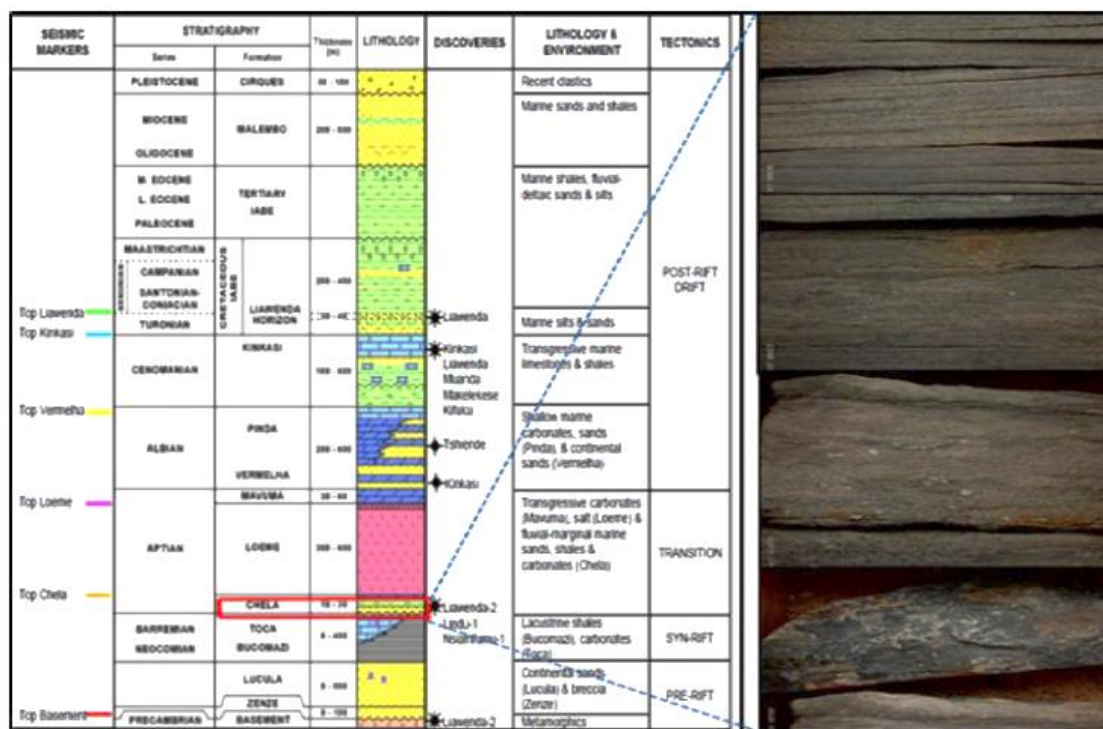 SEISMIC
MARKERS
STRATIGRAPHY
Series
Formation
Thickness
(m)
LITHOLOGY
DISCOVERIES
LITHOLOGY &
ENVIRONMENT
TECTONICS
PLEISTOCENE
CIRQUES
Recent clastics
MIOCENE
OLIGOCENE
MALEMBO
Marine sands and shales
M. EOCENE
L. EOCENE
PALEOCENE
TERTIARY
IABE
Marine shales, fluvial-
deltaic sands & silts
MAASTRICHTIAN
CAMPANIAN
SANTONIAN-
CONIACIAN
CRETACEOUS
IABE
POST-RIFT
DRIFT
Top Liawenda
TURONIAN
LIAWENDA
HORIZON
Liawenda
Marine silts & sands
Top Kinkasi
CENOMANIAN
KINKASI
Kinkasi
Liawenda
Muanda
Makelekese
Kifuku
Transgressive marine
limestones & shales
Top Vermelha
ALBIAN
PINDA
VERMELHA
Tshiende
Kinkasi
Shallow marine
carbonates, sands
(Pinda), & continental
sands (Vermelha)
Top Loeme
MAVUMA
APTIAN
LOEME
Transgressive carbonates
(Mavuma), salt (Loeme) &
fluvial-marginal marine
sands, shales &
carbonates (Chela)
TRANSITION
Top Chela
CHELA
Liawenda-2
BARREMIAN
NEOCOMIAN
TOCA
BUCOMAZI
Lacustrine shales
(Bucomazi), carbonates
(Toca)
SYN-RIFT
LUCULA
ZENZE
Continental sands
(Lucula) & breccia
(Zenze)
PRE-RIFT
Top Basement
PRECAMBRIAN
BASEMENT
Liawenda-2
Metamorphics